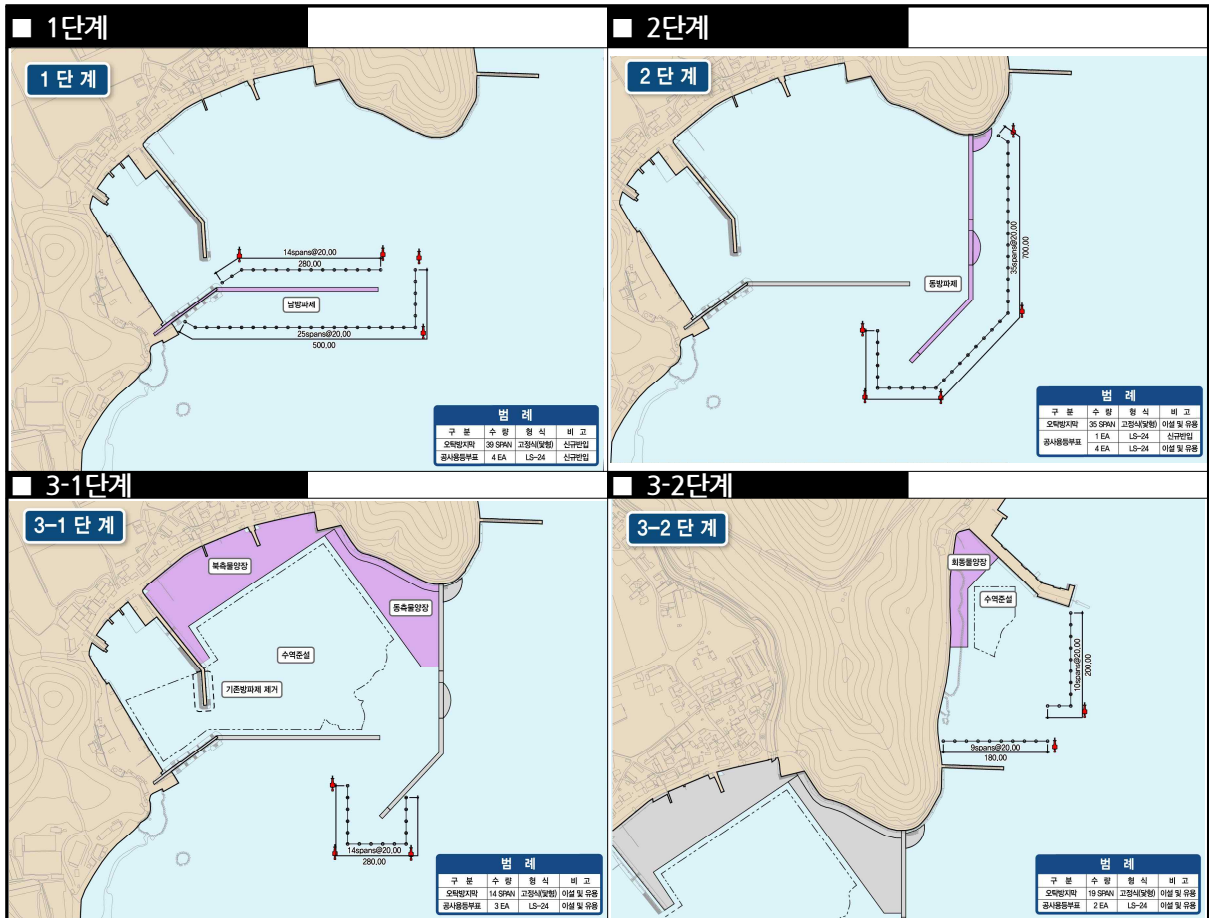 ■ 1단계
1 단 계
14spans@20.00
280.00
남방파제
25spans@20.00
500.00
범 례
구 분 수 량 형 식 비 고
오탁방지막 39 SPAN 고정식(닻형) 신규반입
공사용등부표 4 EA LS-24 신규반입
■ 2단계
2 단 계
35spans@20.00
700.00
동방파제
범 례
구 분 수 량 형 식 비 고
오탁방지막 35 SPAN 고정식(닻형) 이설 및 유용
공사용등부표 1 EA LS-24 신규반입
4 EA LS-24 이설 및 유용
■ 3-1단계
3-1 단 계
북측물양장
동측물양장
수역준설
기존방파제 제거
14spans@20.00
280.00
범 례
구 분 수 량 형 식 비 고
오탁방지막 14 SPAN 고정식(닻형) 이설 및 유용
공사용등부표 3 EA LS-24 이설 및 유용
■ 3-2단계
3-2 단 계
회동물양장
수역준설
10spans@20.00
200.00
9spans@20.00
180.00
범 례
구 분 수 량 형 식 비 고
오탁방지막 19 SPAN 고정식(닻형) 이설 및 유용
공사용등부표 2 EA LS-24 이설 및 유용